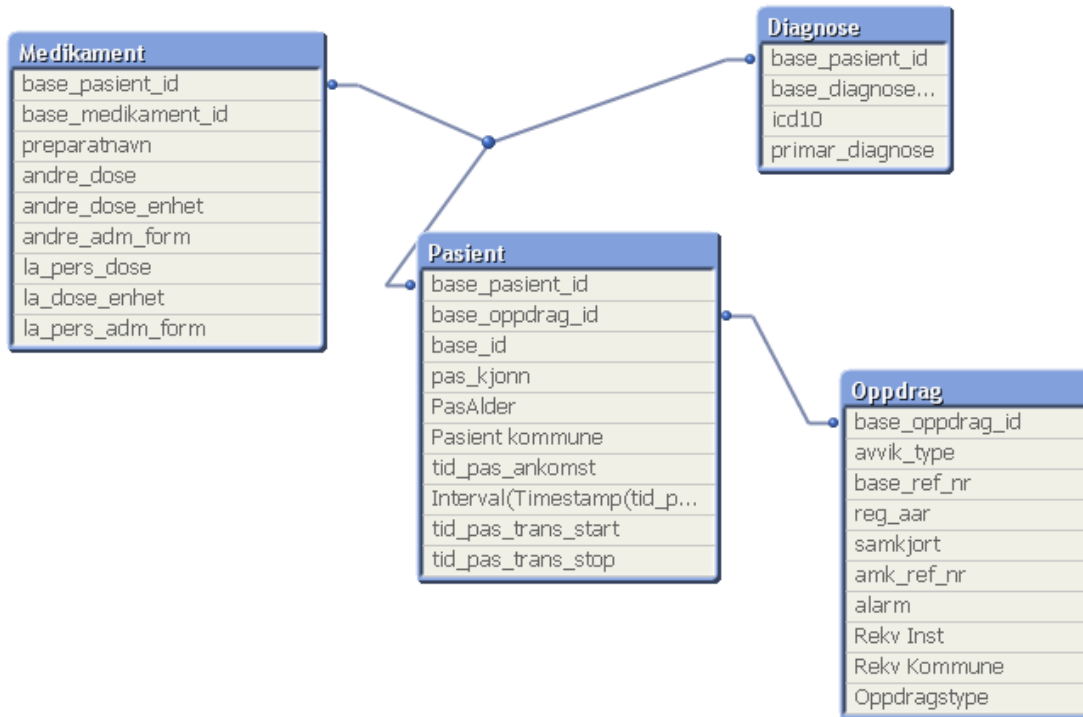 Medikament
base_pasient_id
base_medikament_id
preparatnavn
andre_dose
andre_dose_enhet
andre_adm_form
la_pers_dose
la_dose_enhet
la_pers_adm_form
Diagnose
base_pasient_id
base_diagnose...
icd10
primar_diagnose
Pasient
base_pasient_id
base_oppdrag_id
base_id
pas_kjonn
PasAlder
Pasient kommune
tid_pas_ankomst
Interval(Timestamp(tid_p...
tid_pas_trans_start
tid_pas_trans_stop
Oppdrag
base_oppdrag_id
avvik_type
base_ref_nr
reg_aar
samkjort
amk_ref_nr
alarm
Rekv Inst
Rekv Kommune
Oppdragstype